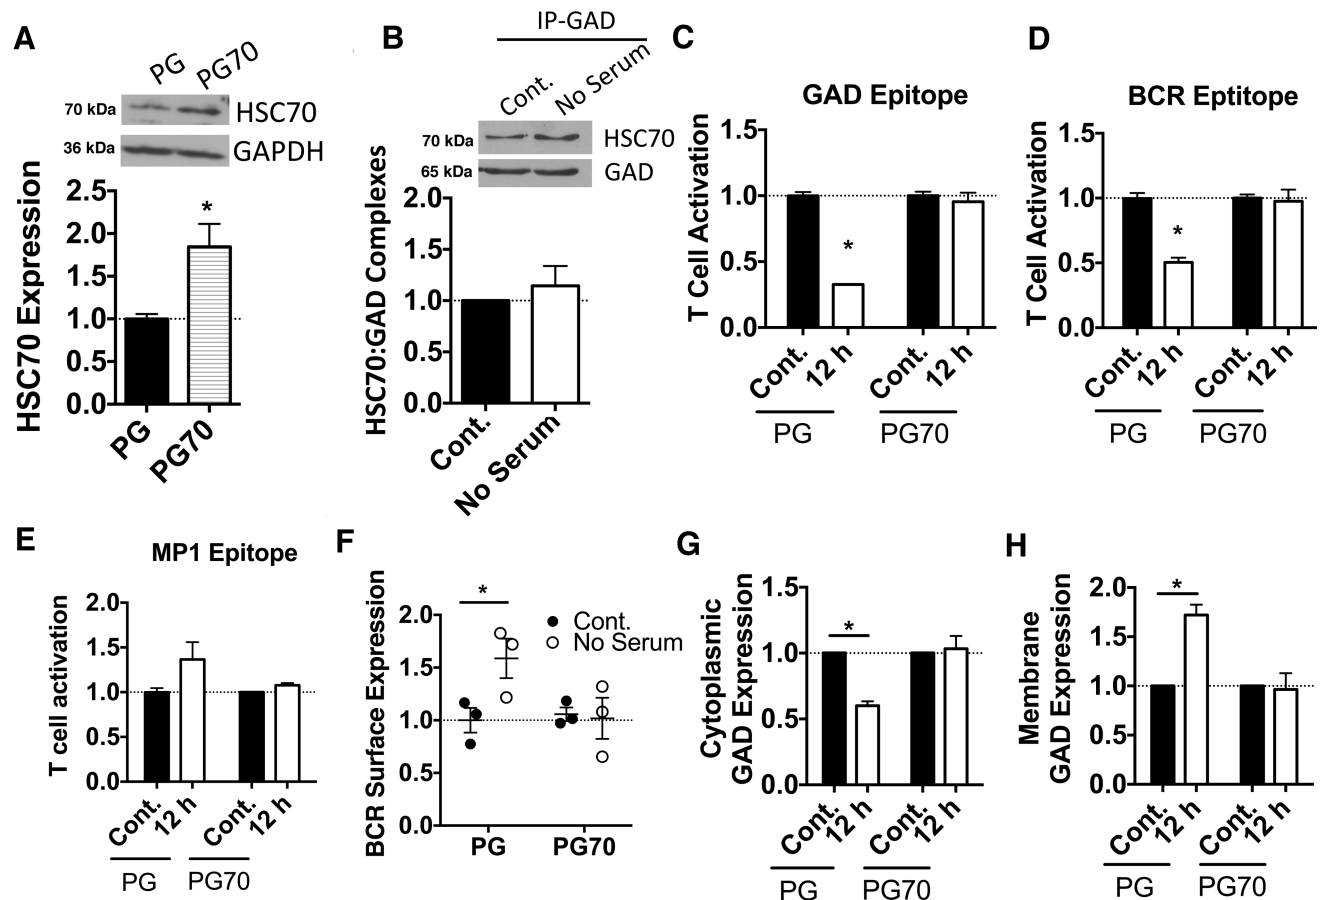 A
PG
PG70
70 kDa
HSC70
36 kDa
GAPDH
HSC70 Expression
2.5
2.0
1.5
1.0
0.5
0.0
*
PG
PG70
B
IP-GAD
Cont.
No Serum
70 kDa
HSC70
65 kDa
GAD
HSC70:GAD Complexes
2.0
1.5
1.0
0.5
0.0
Cont.
No Serum
C
GAD Epitope
T Cell Activation
1.5
1.0
0.5
0.0
*
Cont.
12 h
Cont.
12 h
PG
PG70
D
BCR Eptitope
T Cell Activation
1.5
1.0
0.5
0.0
*
Cont.
12 h
Cont.
12 h
PG
PG70
E
MP1 Epitope
T cell activation
2.0
1.5
1.0
0.5
0.0
Cont.
12 h
Cont.
12 h
PG
PG70
F
BCR Surface Expression
2.0
1.5
1.0
0.5
0.0
*
Cont.
No Serum
PG
PG70
G
Cytoplasmic
GAD Expression
1.5
1.0
0.5
0.0
*
Cont.
12 h
Cont.
12 h
PG
PG70
H
Membrane
GAD Expression
2.0
1.5
1.0
0.5
0.0
*
Cont.
12 h
Cont.
12 h
PG
PG70